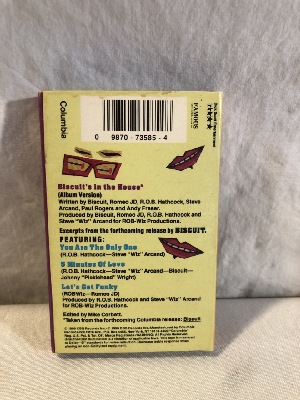 Columbia
FAMOUS
0 9870 73585 4
Biscuit's in the House*
(Album Version)
Written by Biscuit, Romeo JD, R.O.B. Hathcock, Steve
Arcand, Paul Rogers and Andy Fraser.
Produced by Biscuit, Romeo JD, R.O.B. Hathcock and
Steve "Wiz" Arcand for ROB-Wiz Productions.
Excerpts from the forthcoming release by BISCUIT.
FEATURING:
You Are The Only One
(R.O.B. Hathcock—Steve "Wiz" Arcand)
5 Minutes Of Love
(R.O.B. Hathcock—Steve "Wiz" Arcand—Biscuit—
Johnny "Picklehead" Wright)
Let's Get Funky
(ROBWiz—Romeo JD)
Produced by R.O.B. Hathcock and Steve "Wiz" Arcand
for ROB-Wiz Productions.
Edited by Mike Corbett.
*Taken from the forthcoming Columbia release: Biscuit